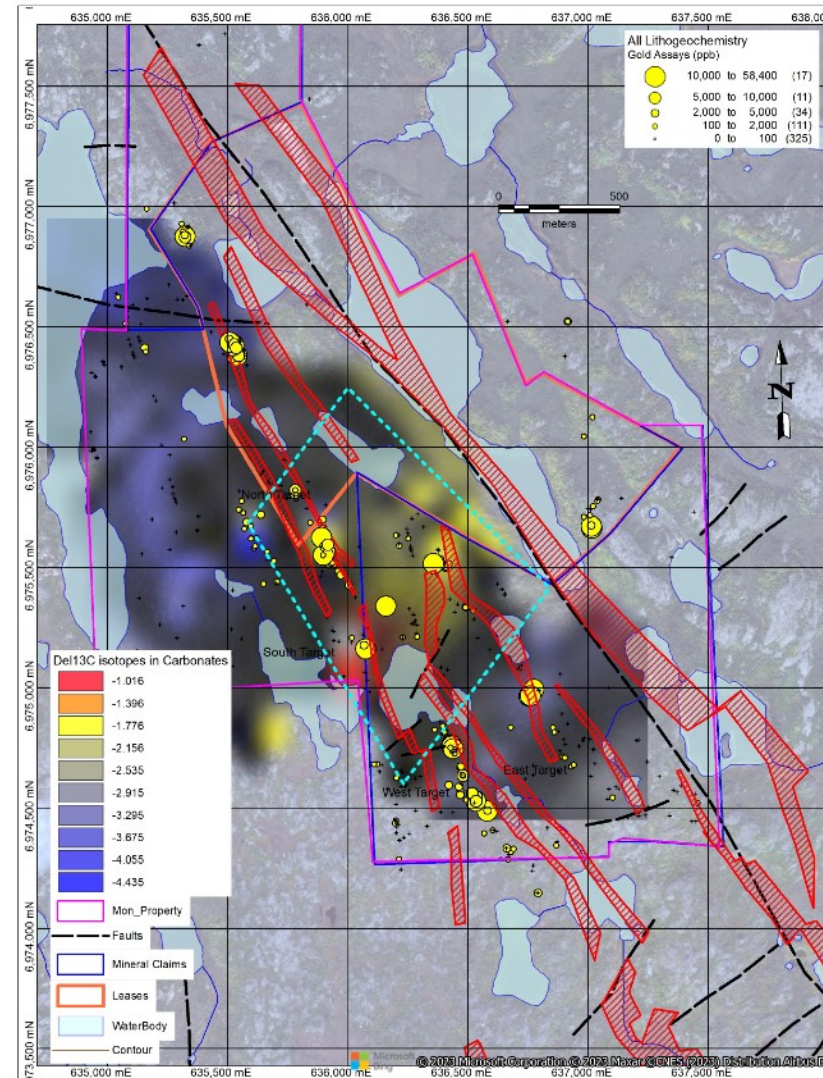 635,000 mE 635,500 mE 636,000 mE 636,500 mE 637,000 mE 637,500 mE 638,0
All Lithogeochemistry
Gold Assays (ppb)
10,000 to 58,400 (17)
5,000 to 10,000 (11)
2,000 to 5,000 (34)
100 to 2,000 (111)
0 to 100 (325)
6,977,500 mN
6,977,000 mN
0 500
meters
6,976,500 mN
N
6,976,000 mN
North Target
6,975,500 mN
South Target
6,975,000 mN
East Target
West Target
6,974,500 mN
6,974,000 mN
73,500 mN
Del13C isotopes in Carbonates
-1.016
-1.396
-1.776
-2.156
-2.535
-2.915
-3.295
-3.675
-4.055
-4.435
Mon_Property
Faults
Mineral Claims
Leases
WaterBody
Contour
Microsoft
Bing
© 2023 Microsoft Corporation © 2023 Maxar ©CNES (2023) Distribution Airbus D
635,000 mE 635,500 mE 636,000 mE 636,500 mE 637,000 mE 637,500 mE